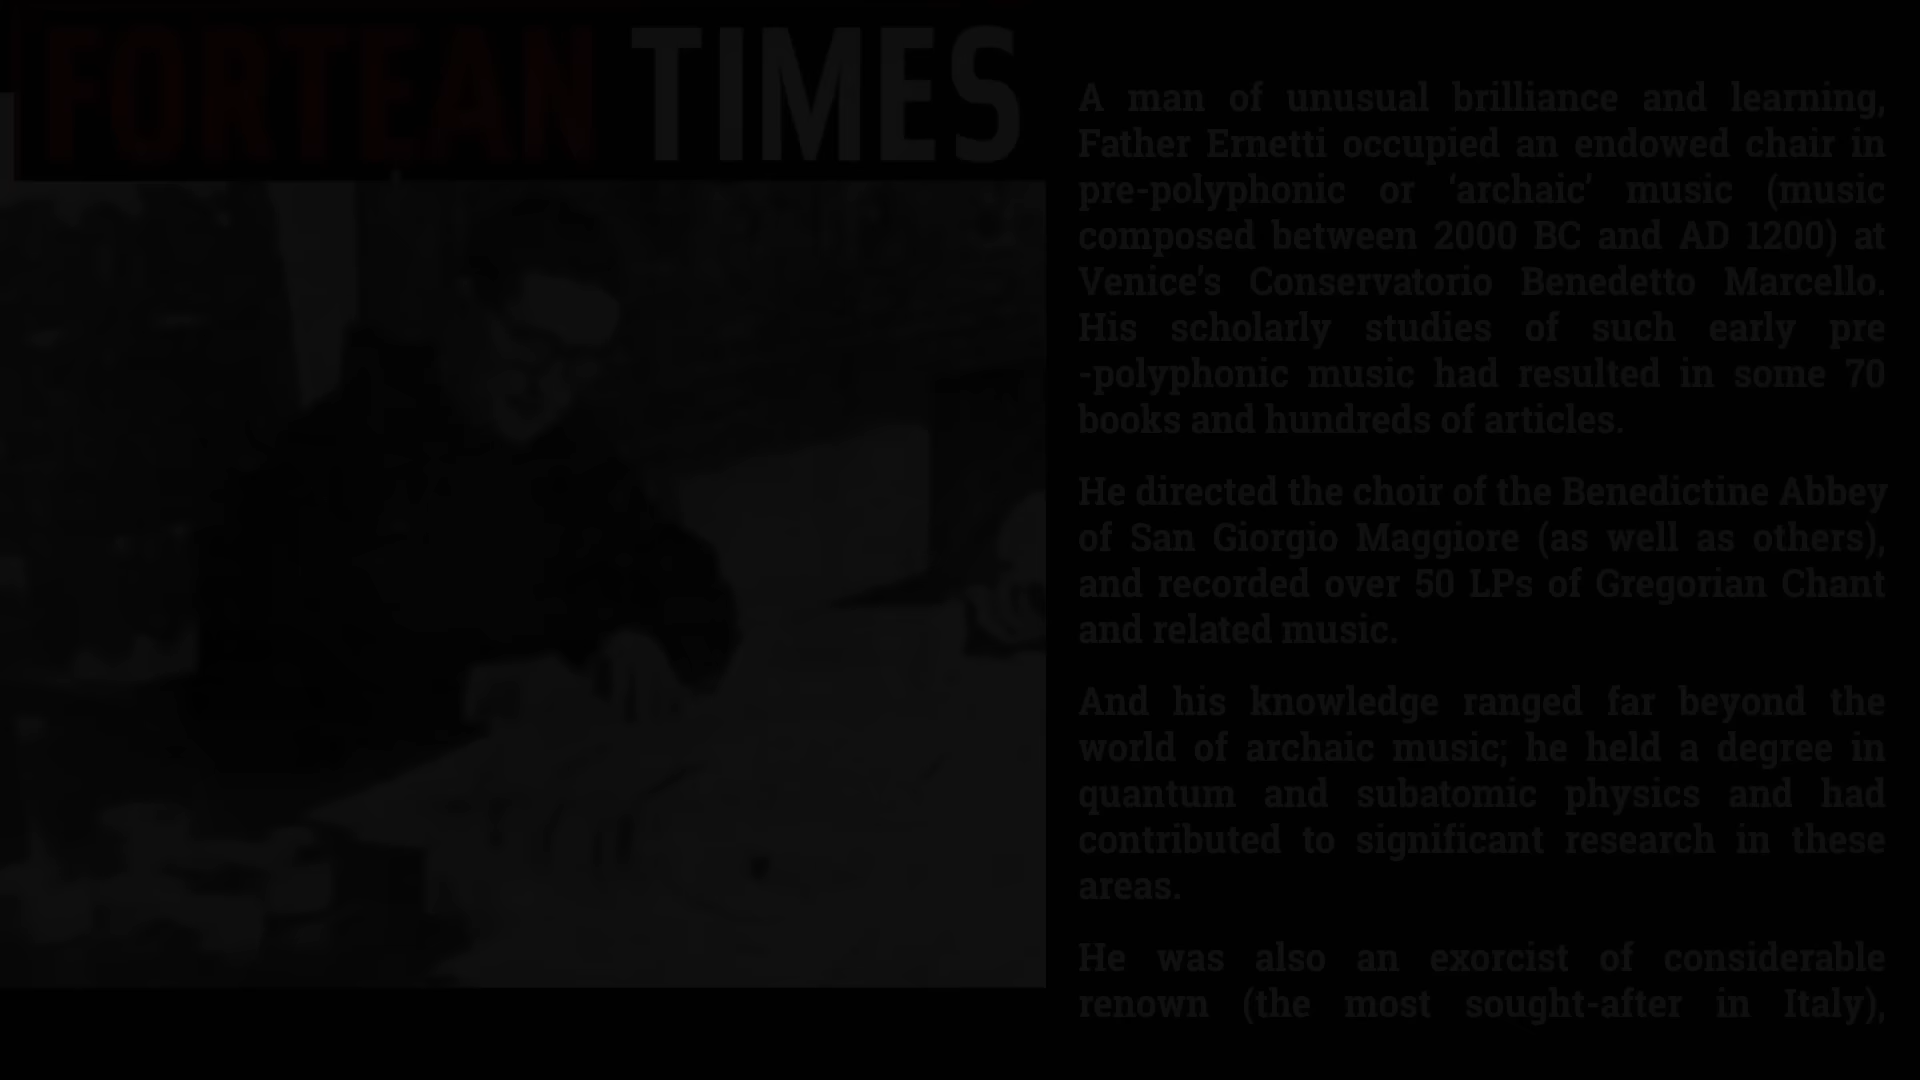 FORTEAN TIMES
A man of unusual brilliance and learning,
Father Ernetti occupied an endowed chair in
pre-polyphonic or ‘archaic’ music (music
composed between 2000 BC and AD 1200) at
Venice’s Conservatorio Benedetto Marcello.
His scholarly studies of such early pre
-polyphonic music had resulted in some 70
books and hundreds of articles.
He directed the choir of the Benedictine Abbey
of San Giorgio Maggiore (as well as others),
and recorded over 50 LPs of Gregorian Chant
and related music.
And his knowledge ranged far beyond the
world of archaic music; he held a degree in
quantum and subatomic physics and had
contributed to significant research in these
areas.
He was also an exorcist of considerable
renown (the most sought-after in Italy),